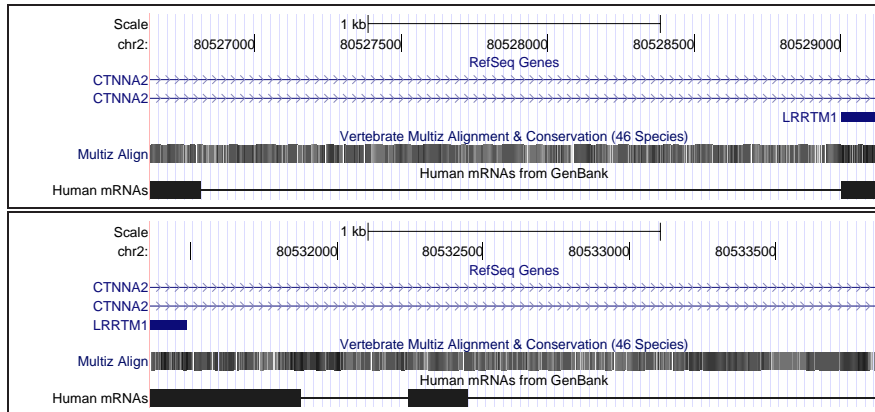 Scale 1 kb
chr2: 80527000 80527500 80528000 80528500 80529000
RefSeq Genes
CTNNA2
CTNNA2
LRRTM1
Vertebrate Multiz Alignment & Conservation (46 Species)
Multiz Align
Human mRNAs from GenBank
Human mRNAs
Scale 1 kb
chr2: 80532000 80532500 80533000 80533500
RefSeq Genes
CTNNA2
CTNNA2
LRRTM1
Vertebrate Multiz Alignment & Conservation (46 Species)
Multiz Align
Human mRNAs from GenBank
Human mRNAs